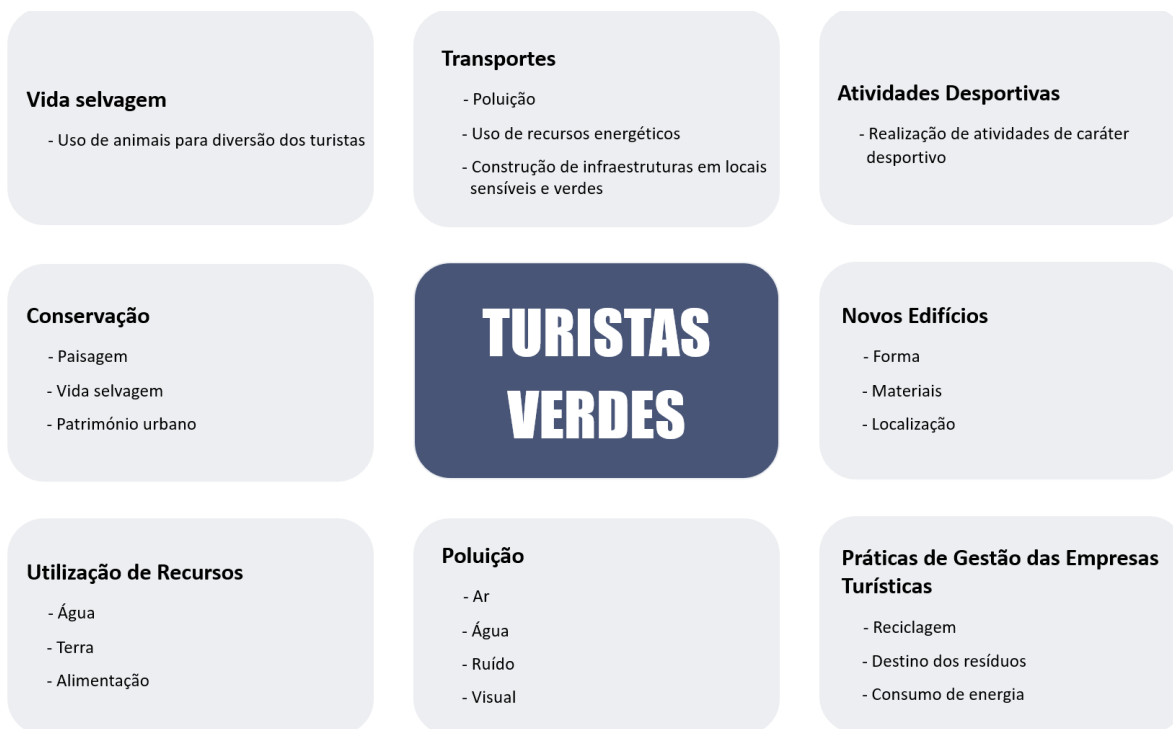 Vida selvagem
- Uso de animais para diversão dos turistas
Transportes
- Poluição
- Uso de recursos energéticos
- Construção de infraestruturas em locais
sensíveis e verdes
Atividades Desportivas
- Realização de atividades de caráter
desportivo
Conservação
- Paisagem
- Vida selvagem
- Património urbano
TURISTAS
VERDES
Novos Edifícios
- Forma
- Materiais
- Localização
Utilização de Recursos
- Água
- Terra
- Alimentação
Poluição
- Ar
- Água
- Ruído
- Visual
Práticas de Gestão das Empresas
Turísticas
- Reciclagem
- Destino dos resíduos
- Consumo de energia